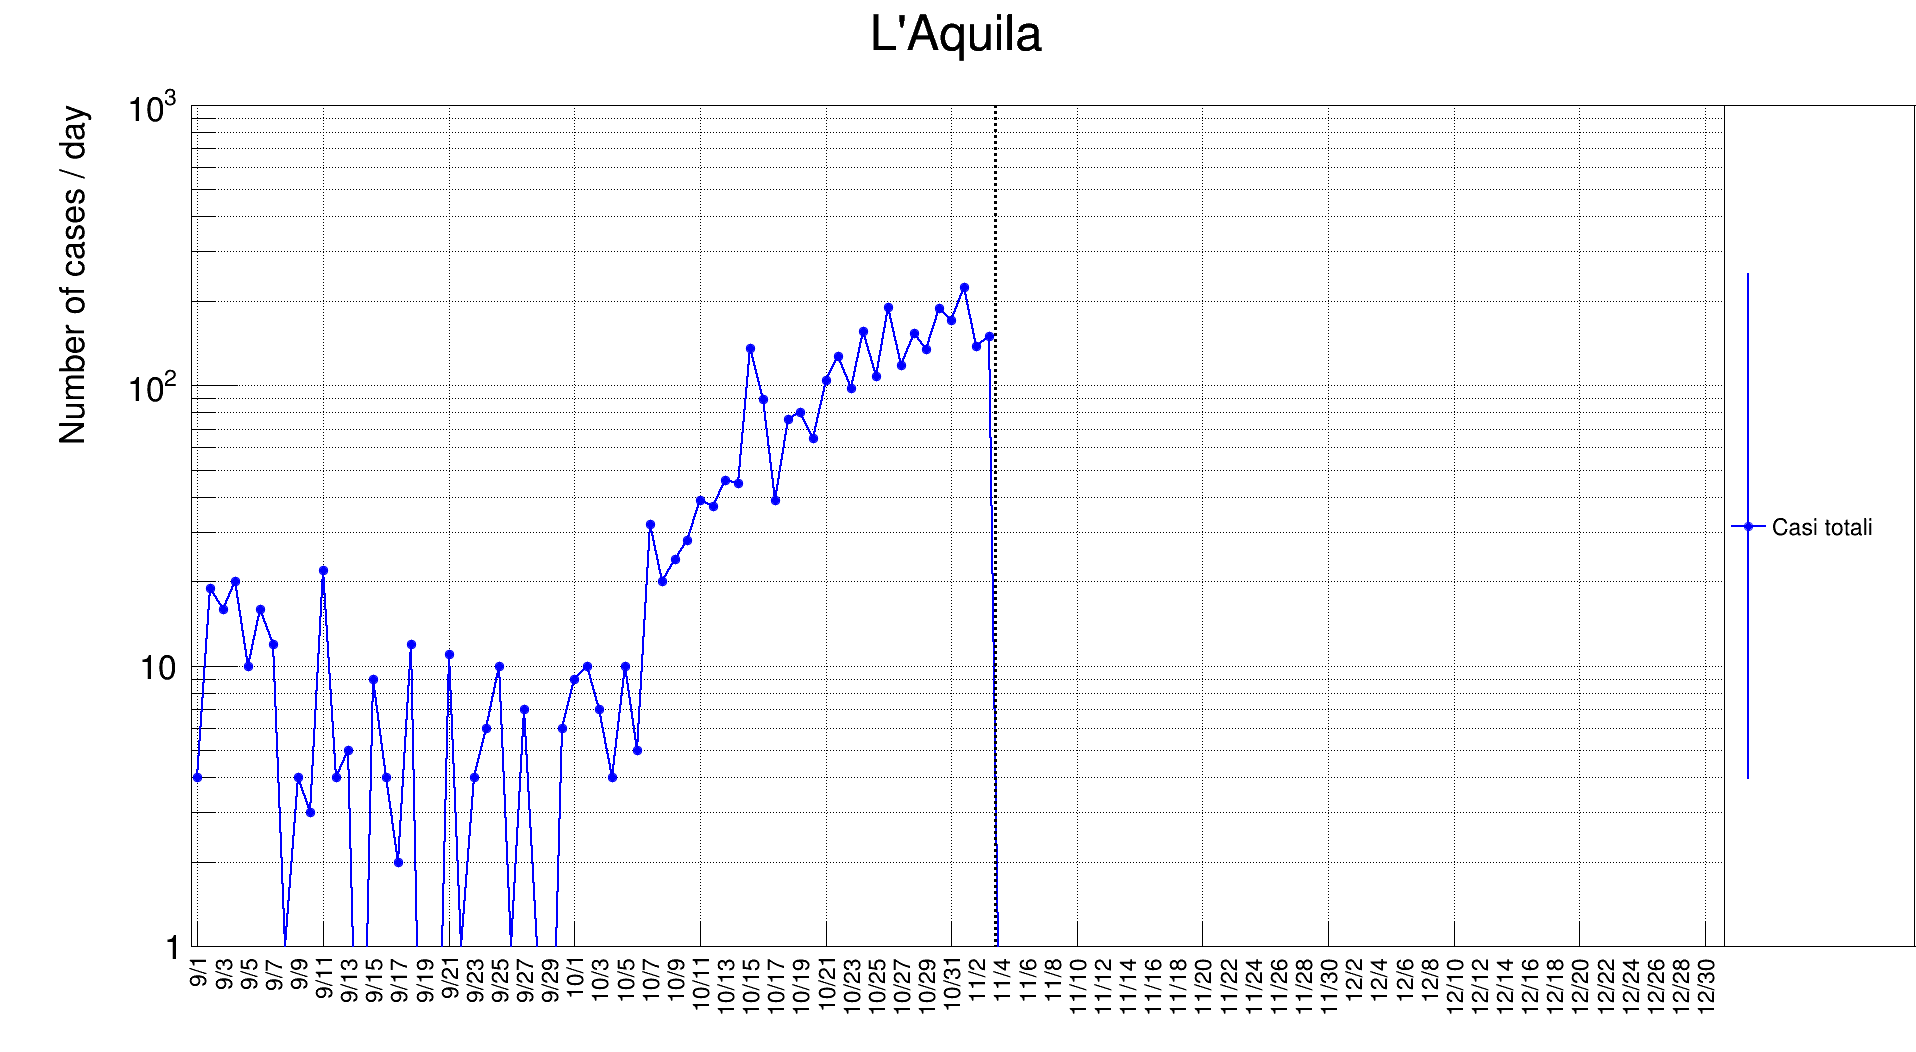 L'Aquila
Number of cases / day
10³
10²
10
1
9/1 9/3 9/5 9/7 9/9 9/11 9/13 9/15 9/17 9/19 9/21 9/23 9/25 9/27 9/29 10/1 10/3 10/5 10/7 10/9 10/11 10/13 10/15 10/17 10/19 10/21 10/23 10/25 10/27 10/29 10/31 11/2 11/4 11/6 11/8 11/10 11/12 11/14 11/16 11/18 11/20 11/22 11/24 11/26 11/28 11/30 12/2 12/4 12/6 12/8 12/10 12/12 12/14 12/16 12/18 12/20 12/22 12/24 12/26 12/28 12/30
Casi totali